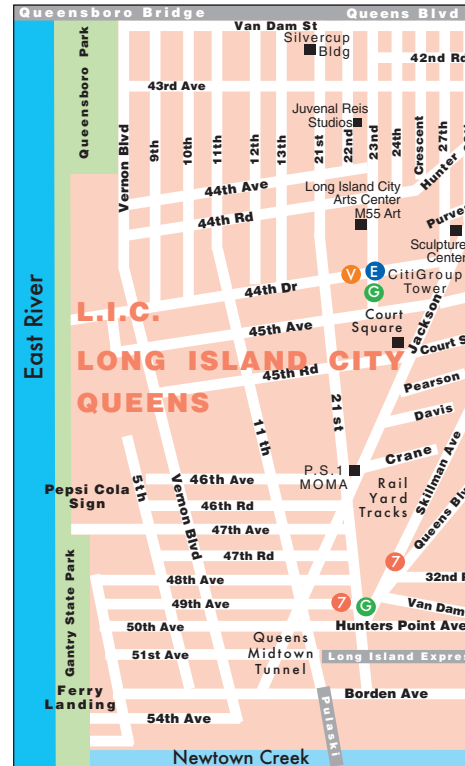 Queensboro Bridge
Queens Blvd
Van Dam St
Silvercup
Bldg
42nd Rd
Queensboro Park
43rd Ave
Juvenal Reis
Studios
Vernon Blvd
9th
10th
11th
12th
13th
21st
22nd
23nd
24th
Crescent
27th
Hunter
44th Ave
Long Island City
Arts Center
M55 Art
44th Rd
Purves
Sculpture
Center
V
E
G
CitiGroup
Tower
44th Dr
L.I.C.
45th Ave
Court
Square
Jackson
Court S
LONG ISLAND CITY
45th Rd
Pearson
QUEENS
East River
Davis
21 st
11 th
Crane
Skillman Ave
5th
Vernon Blvd
46th Ave
P.S.1
MOMA
Rail
Yard
Tracks
Queens Blv
Pepsi Cola
Sign
46th Rd
47th Ave
47th Rd
7
48th Ave
32nd P
Gantry State Park
49th Ave
7
G
Van Dam
50th Ave
Hunters Point Ave
51st Ave
Queens
Midtown
Tunnel
Long Island Expres
Ferry
Landing
Borden Ave
54th Ave
Pulaski
Newtown Creek